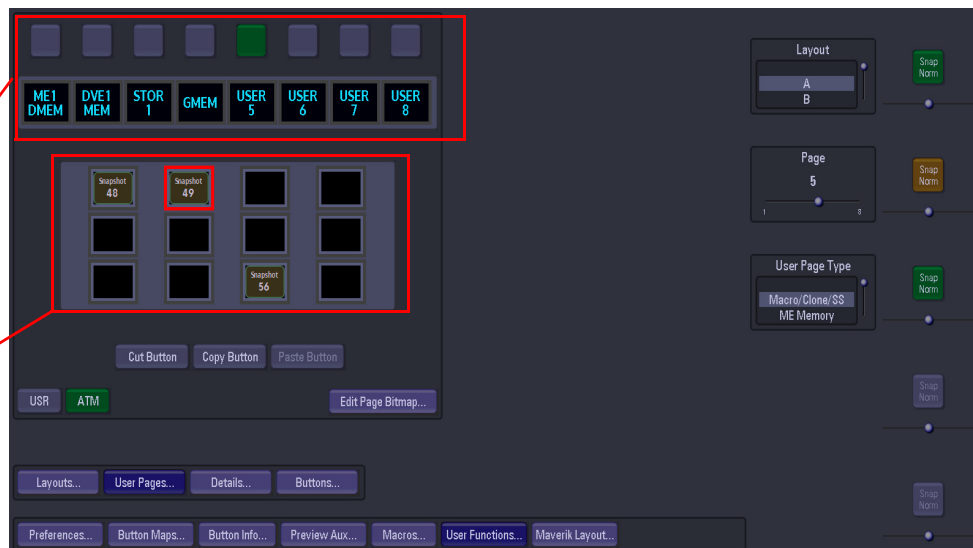 Layout
A
B
Snap
Norm
ME1
DMEM
DVE1
MEM
STOR
1
GMEM
USER
5
USER
6
USER
7
USER
8
Page
5
1
8
Snap
Norm
Snapshot
48
Snapshot
49
Snapshot
56
User Page Type
Macro/Clone/SS
ME Memory
Snap
Norm
Cut Button
Copy Button
Paste Button
USR
ATM
Edit Page Bitmap...
Snap
Norm
Layouts...
User Pages...
Details...
Buttons...
Snap
Norm
Preferences...
Button Maps...
Button Info...
Preview Aux...
Macros...
User Functions...
Maverik Layout...